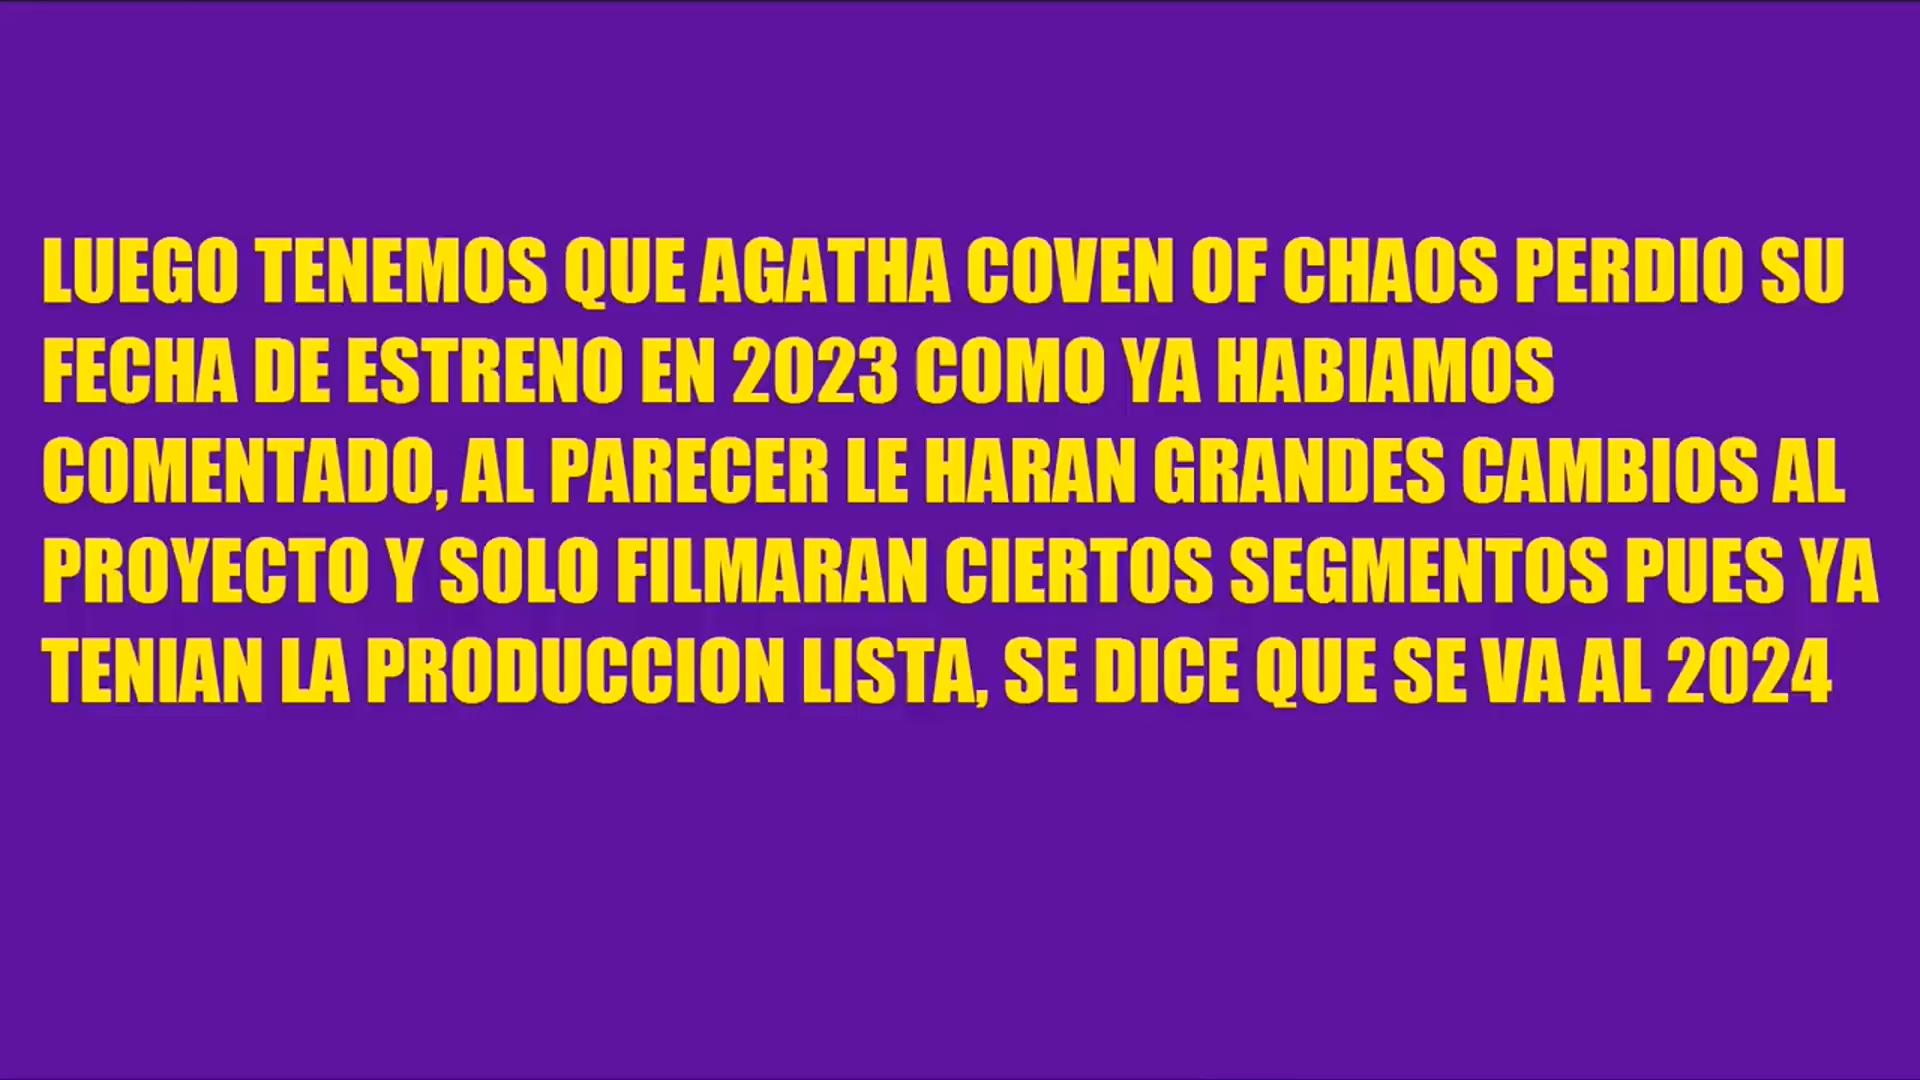 LUEGO TENEMOS QUE AGATHA COVEN OF CHAOS PERDIO SU
FECHA DE ESTRENO EN 2023 COMO YA HABIAMOS
COMENTADO, AL PARECER LE HARAN GRANDES CAMBIOS AL
PROYECTO Y SOLO FILMARAN CIERTOS SEGMENTOS PUES YA
TENIAN LA PRODUCCION LISTA, SE DICE QUE SE VA AL 2024